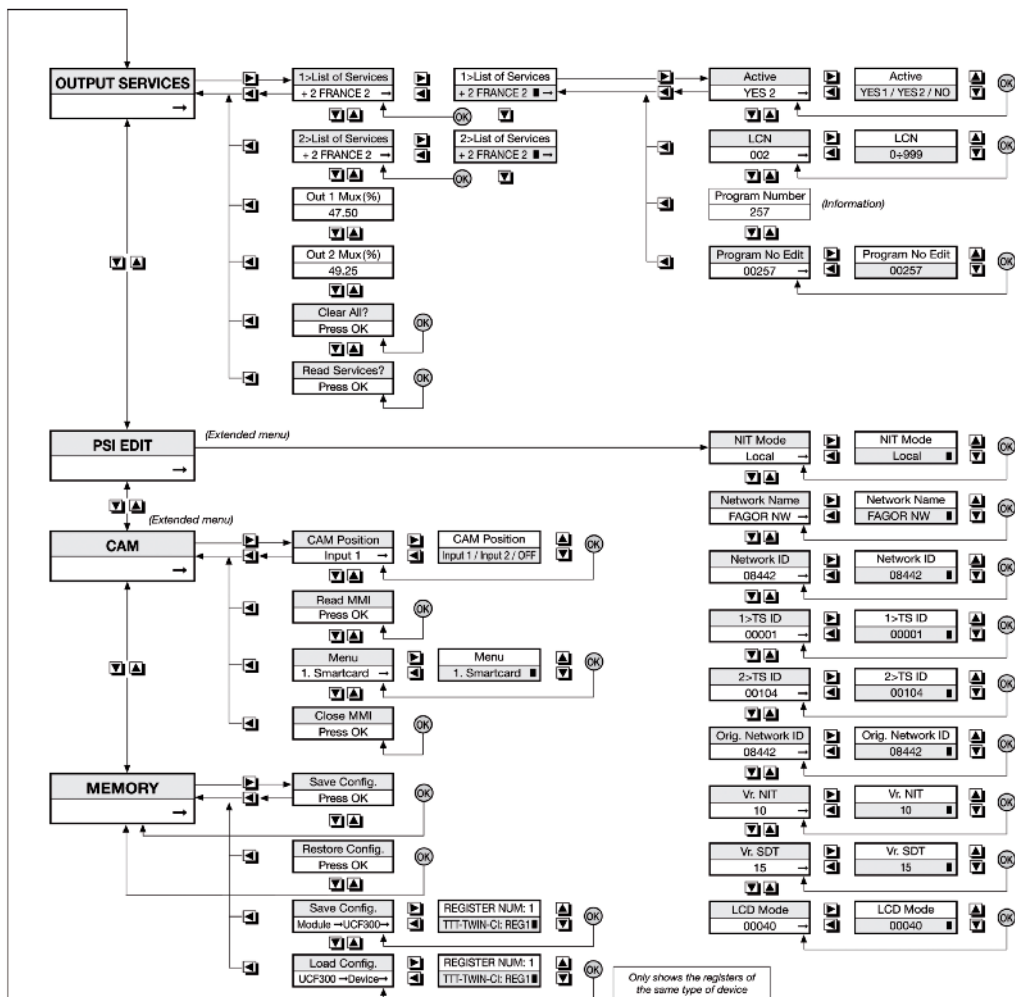 OUTPUT SERVICES
→
1>List of Services
+ 2 FRANCE 2 →
1>List of Services
+ 2 FRANCE 2 →
OK
Active
YES 2 →
Active
YES 1 / YES 2 / NO
OK
2>List of Services
+ 2 FRANCE 2 →
2>List of Services
+ 2 FRANCE 2 →
OK
LCN
002 →
LCN
0÷999
OK
Out 1 Mux(%)
47.50
Program Number
257
(Information)
Out 2 Mux(%)
49.25
Program No Edit
00257 →
Program No Edit
00257
OK
Clear All?
Press OK
OK
Read Services?
Press OK
OK
PSI EDIT
→
(Extended menu)
NIT Mode
Local →
NIT Mode
Local
OK
Network Name
FAGOR NW →
Network Name
FAGOR NW
OK
(Extended menu)
CAM
→
CAM Position
Input 1 →
CAM Position
Input 1 / Input 2 / OFF
OK
Network ID
08442 →
Network ID
08442
OK
Read MMI
Press OK
OK
1>TS ID
00001 →
1>TS ID
00001
OK
Menu
1. Smartcard →
Menu
1. Smartcard
OK
2>TS ID
00104 →
2>TS ID
00104
OK
Close MMI
Press OK
OK
Orig. Network ID
08442 →
Orig. Network ID
08442
OK
MEMORY
→
Save Config.
Press OK
OK
Vr. NIT
10 →
Vr. NIT
10
OK
Restore Config.
Press OK
OK
Vr. SDT
15 →
Vr. SDT
15
OK
Save Config.
Module →UCF300→
REGISTER NUM: 1
TTT-TWIN-CI: REG1
OK
LCD Mode
00040 →
LCD Mode
00040
OK
Load Config.
UCF300 →Device→
REGISTER NUM: 1
TTT-TWIN-CI: REG1
OK
Only shows the registers of
the same type of device